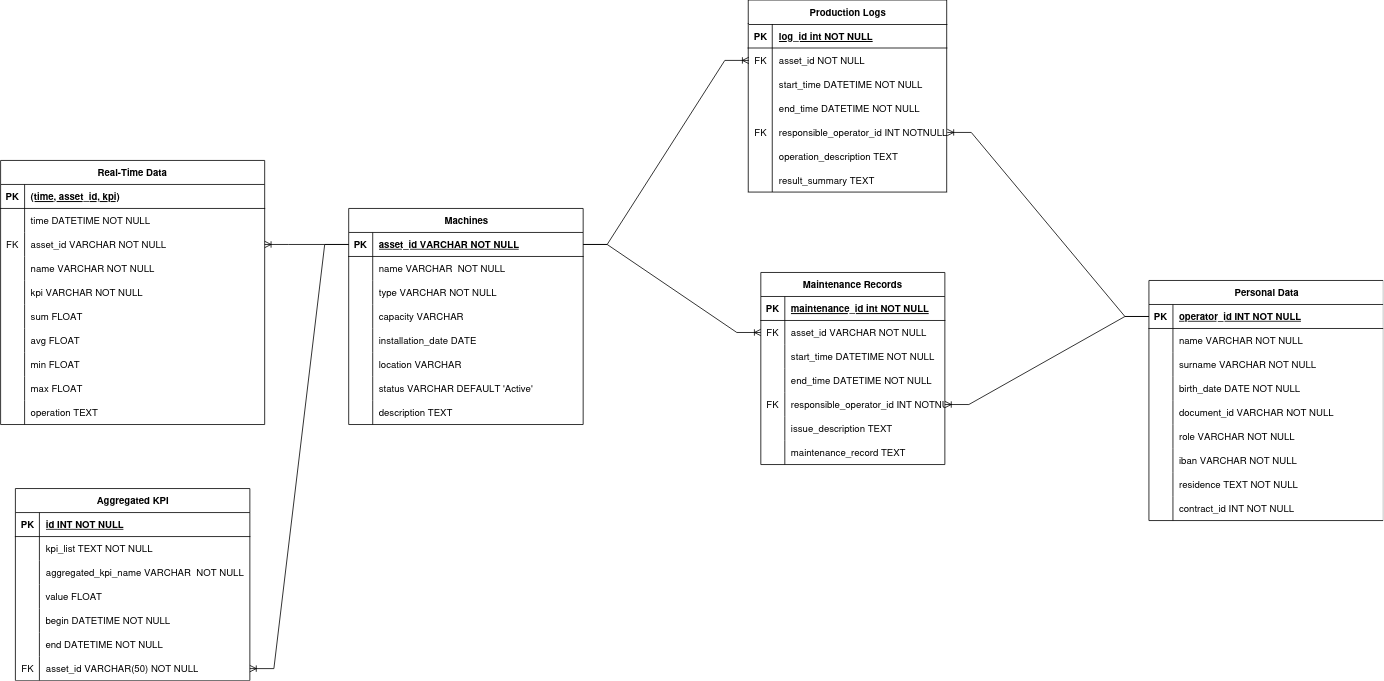 Production Logs
PK log_id int NOT NULL
FK asset_id NOT NULL
start_time DATETIME NOT NULL
end_time DATETIME NOT NULL
FK responsible_operator_id INT NOTNULL
operation_description TEXT
result_summary TEXT
Real-Time Data
PK (time, asset_id, kpi)
time DATETIME NOT NULL
FK asset_id VARCHAR NOT NULL
name VARCHAR NOT NULL
kpi VARCHAR NOT NULL
sum FLOAT
avg FLOAT
min FLOAT
max FLOAT
operation TEXT
Machines
PK asset_id VARCHAR NOT NULL
name VARCHAR  NOT NULL
type VARCHAR NOT NULL
capacity VARCHAR
installation_date DATE
location VARCHAR
status VARCHAR DEFAULT 'Active'
description TEXT
Maintenance Records
PK maintenance_id int NOT NULL
FK asset_id VARCHAR NOT NULL
start_time DATETIME NOT NULL
end_time DATETIME NOT NULL
FK responsible_operator_id INT
issue_description TEXT
maintenance_record TEXT
Personal Data
PK operator_id INT NOT NULL
name VARCHAR NOT NULL
surname VARCHAR NOT NULL
birth_date DATE NOT NULL
document_id VARCHAR NOT NULL
role VARCHAR NOT NULL
iban VARCHAR NOT NULL
residence TEXT NOT NULL
contract_id INT NOT NULL
Aggregated KPI
PK id INT NOT NULL
kpi_list TEXT NOT NULL
aggregated_kpi_name VARCHAR  NOT NULL
value FLOAT
begin DATETIME NOT NULL
end DATETIME NOT NULL
FK asset_id VARCHAR(50) NOT NULL